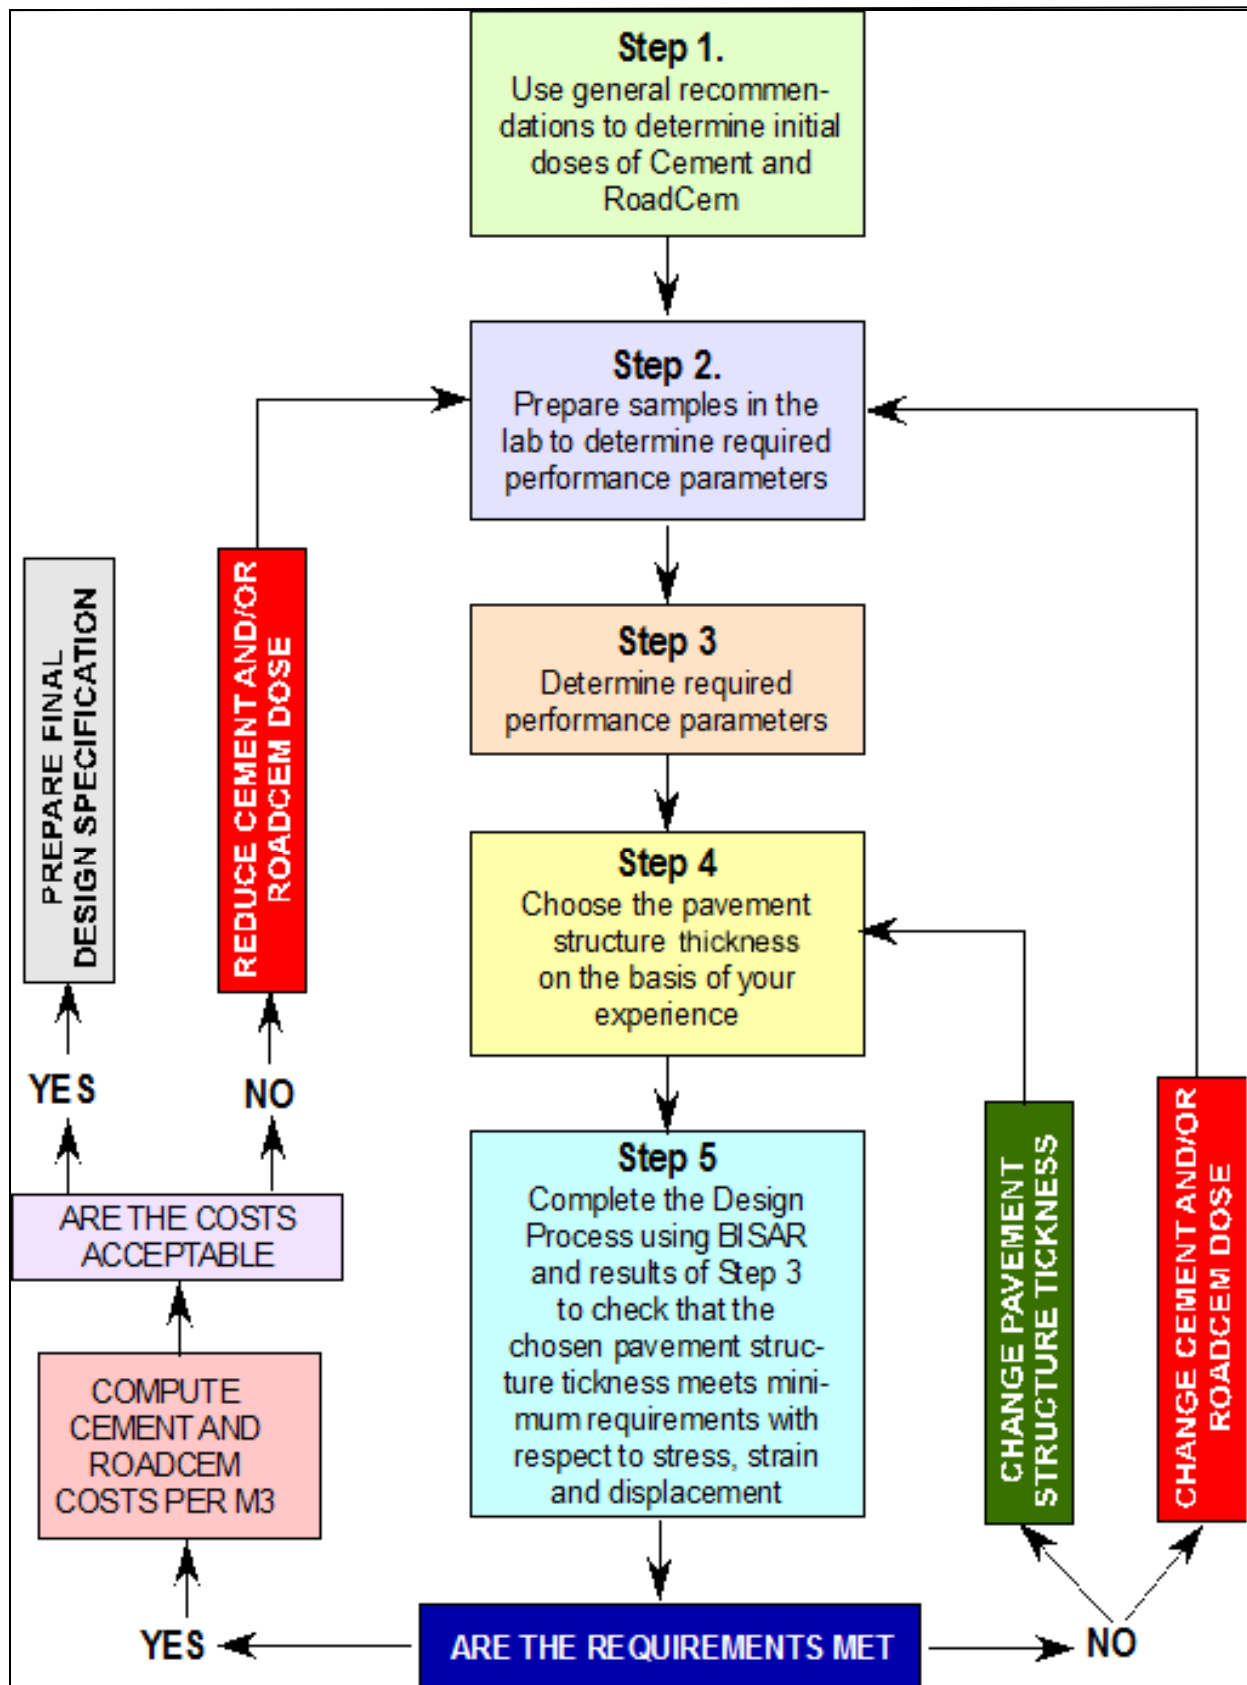 Step 1.
Use general recommen-
dations to determine initial
doses of Cement and
RoadCem
Step 2.
Prepare samples in the
lab to determine required
performance parameters
Step 3
Determine required
performance parameters
Step 4
Choose the pavement
structure thickness
on the basis of your
experience
Step 5
Complete the Design
Process using BISAR
and results of Step 3
to check that the
chosen pavement struc-
ture tickness meets mini-
mum requirements with
respect to stress, strain
and displacement
ARE THE REQUIREMENTS MET
YES
NO
COMPUTE
CEMENT AND
ROADCEM
COSTS PER M3
ARE THE COSTS
ACCEPTABLE
YES
NO
PREPARE FINAL
DESIGN SPECIFICATION
REDUCE CEMENT AND/OR
ROADCEM DOSE
CHANGE PAVEMENT
STRUCTURE TICKNESS
CHANGE CEMENT AND/OR
ROADCEM DOSE